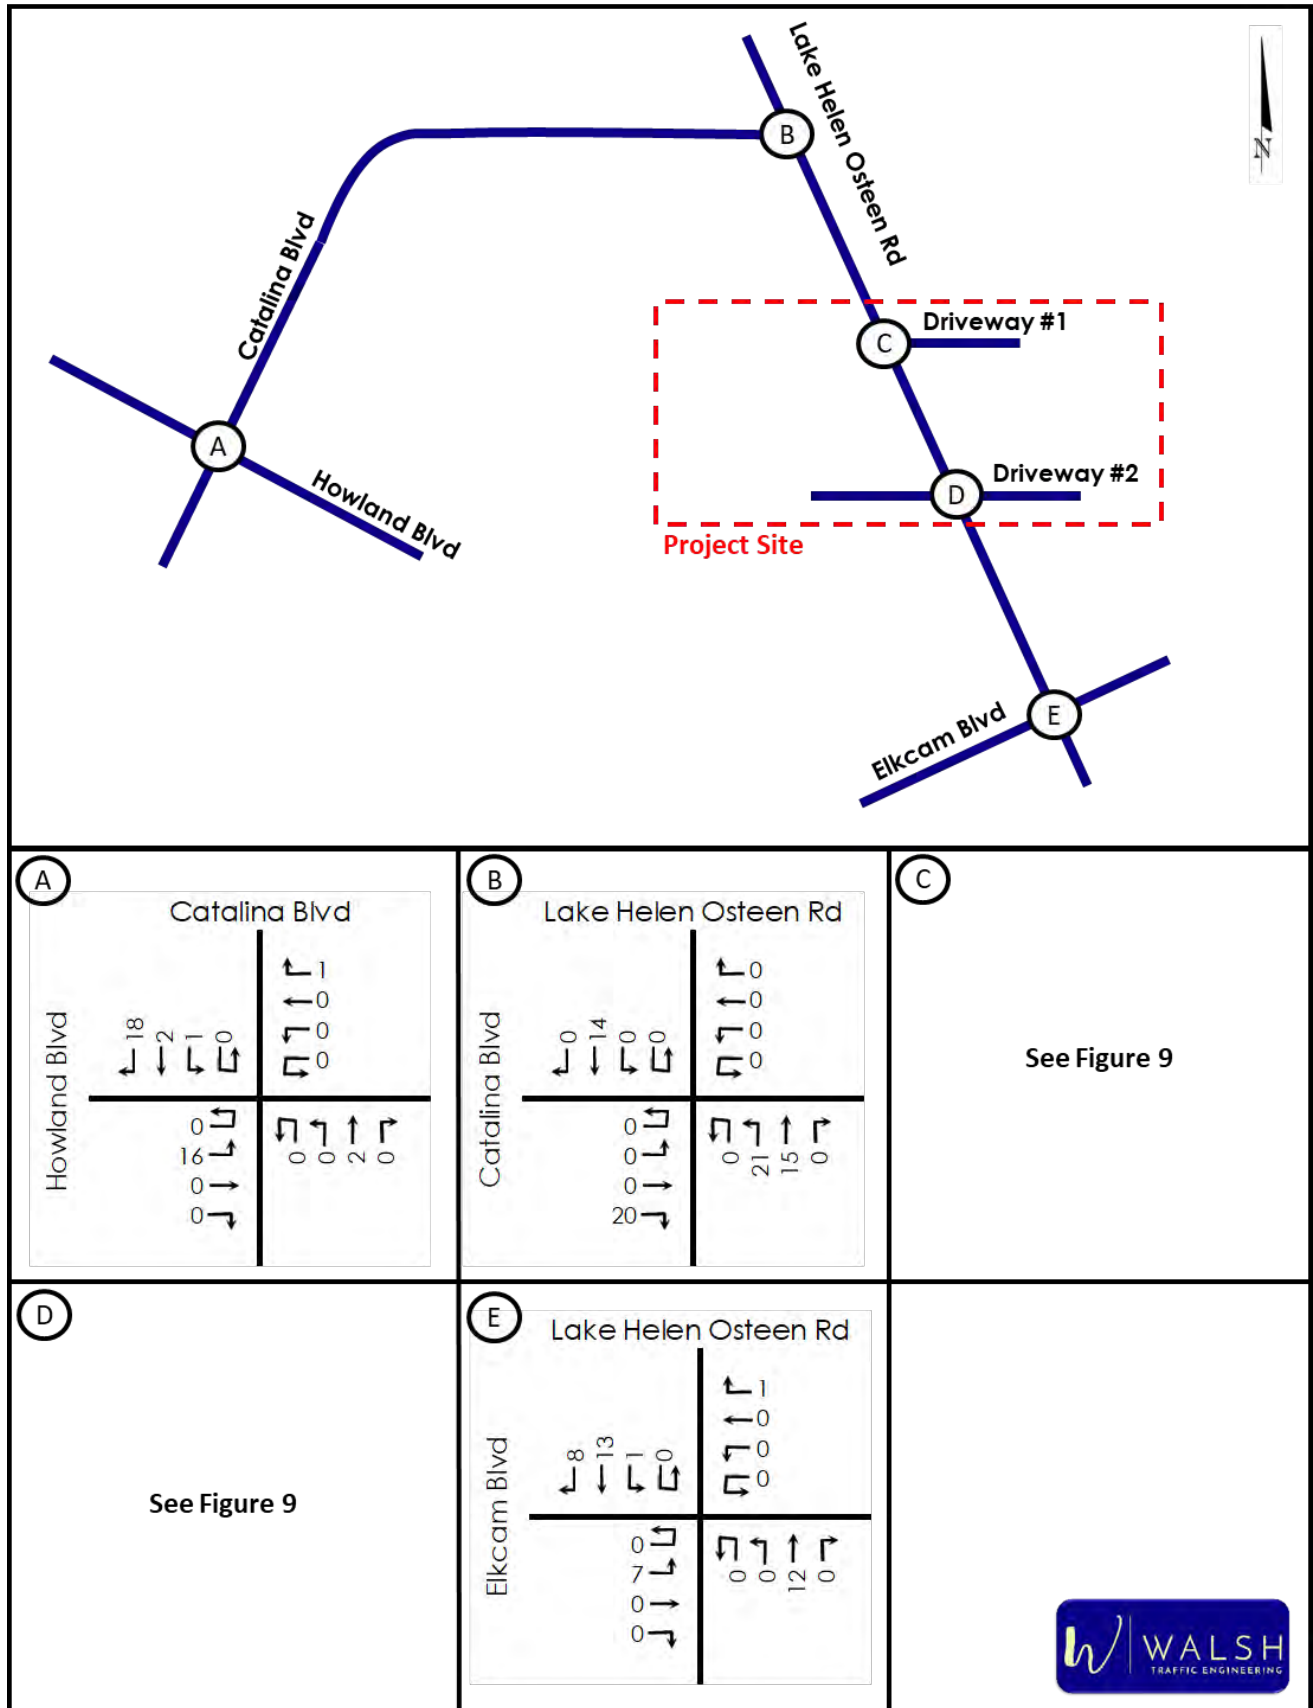 Lake Helen Osteen Rd
B
N
Catalina Blvd
Driveway #1
C
A
Howland Blvd
Driveway #2
D
Project Site
Elkcam Blvd
E
A
Catalina Blvd
Howland Blvd
18 2 1 0
1
0
0
0
0
16
0
0
0 0 2 0
B
Lake Helen Osteen Rd
Catalina Blvd
0 14 0 0
0
0
0
0
0
0
0
20
0 21 15 0
C
See Figure 9
D
See Figure 9
E
Lake Helen Osteen Rd
Elkcam Blvd
8 13 1 0
1
0
0
0
0
7
0
0
0 0 12 0
W WALSH
TRAFFIC ENGINEERING